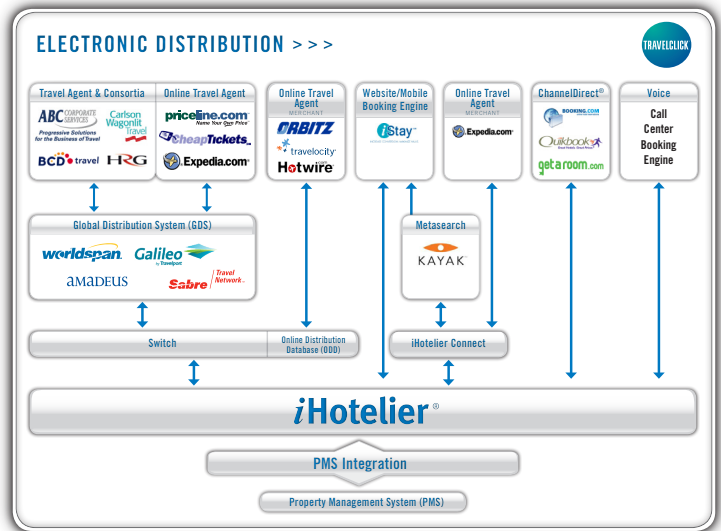 ELECTRONIC DISTRIBUTION > > >
TRAVELCLICK
Travel Agent & Consortia
ABC CORPORATE
SERVICES
Progressive Solutions
for the Business of Travel
Carlson
Wagonlit
Travel
BCD travel
HRG
Online Travel Agent
priceline.com
Name Your Own Price
CheapTickets
Expedia.com
Online Travel
Agent
MERCHANT
ORBITZ
travelocity
Hotwire.com
Website/Mobile
Booking Engine
iStay
Online Travel
Agent
MERCHANT
Expedia.com
ChannelDirect®
BOOKING.COM
Quikbook
getaroom.com
Voice
Call
Center
Booking
Engine
Global Distribution System (GDS)
worldspan
Galileo
by Travelport
AMADEUS
Sabre Travel
Network
Metasearch
KAYAK
Switch
Online Distribution
Database (ODD)
iHotelier Connect
iHotelier®
PMS Integration
Property Management System (PMS)